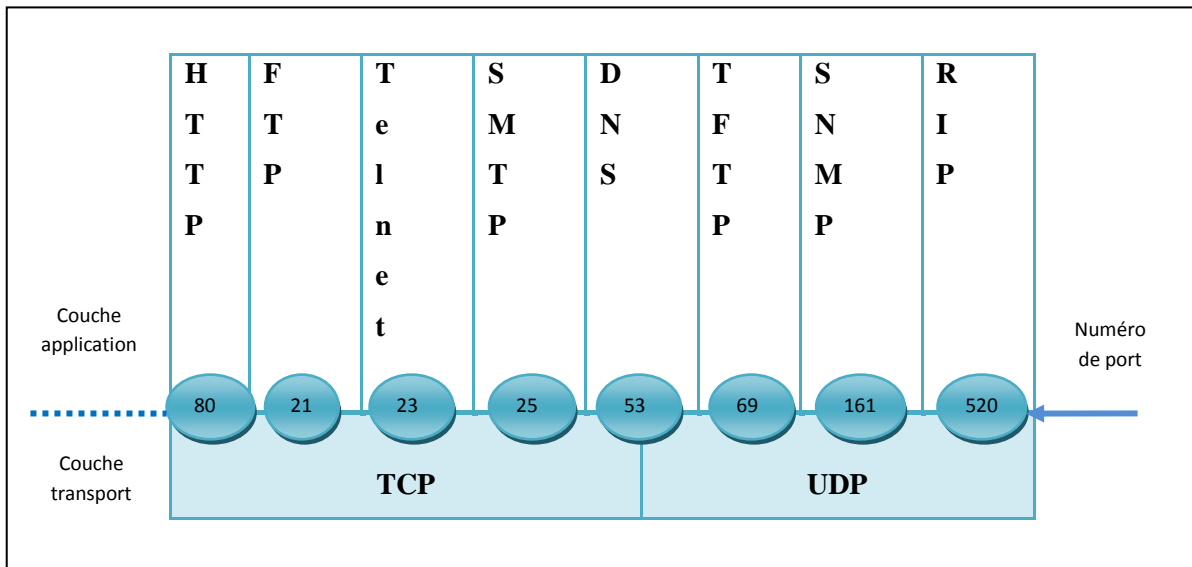 HTTP
FTP
Telnet
SMTP
DNS
TFTP
SNMP
RIP
Couche
application
Numéro
de port
80
21
23
25
53
69
161
520
Couche
transport
TCP
UDP